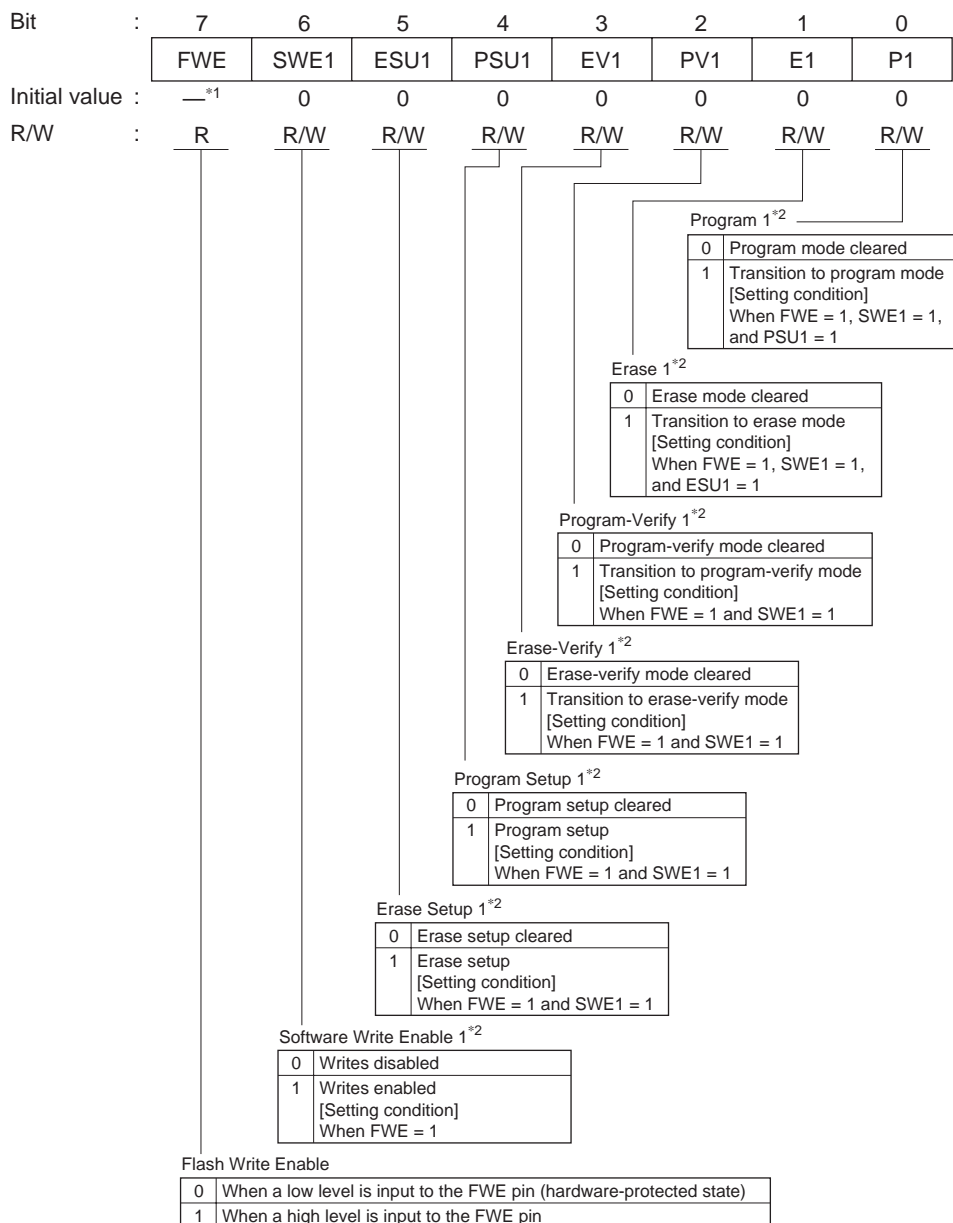 Bit : 7 6 5 4 3 2 1 0
FWE SWE1 ESU1 PSU1 EV1 PV1 E1 P1
Initial value : —*1 0 0 0 0 0 0 0
R/W : R R/W R/W R/W R/W R/W R/W R/W
Program 1*2
0 Program mode cleared
1 Transition to program mode
[Setting condition]
When FWE = 1, SWE1 = 1,
and PSU1 = 1
Erase 1*2
0 Erase mode cleared
1 Transition to erase mode
[Setting condition]
When FWE = 1, SWE1 = 1,
and ESU1 = 1
Program-Verify 1*2
0 Program-verify mode cleared
1 Transition to program-verify mode
[Setting condition]
When FWE = 1 and SWE1 = 1
Erase-Verify 1*2
0 Erase-verify mode cleared
1 Transition to erase-verify mode
[Setting condition]
When FWE = 1 and SWE1 = 1
Program Setup 1*2
0 Program setup cleared
1 Program setup
[Setting condition]
When FWE = 1 and SWE1 = 1
Erase Setup 1*2
0 Erase setup cleared
1 Erase setup
[Setting condition]
When FWE = 1 and SWE1 = 1
Software Write Enable 1*2
0 Writes disabled
1 Writes enabled
[Setting condition]
When FWE = 1
Flash Write Enable
0 When a low level is input to the FWE pin (hardware-protected state)
1 When a high level is input to the FWE pin